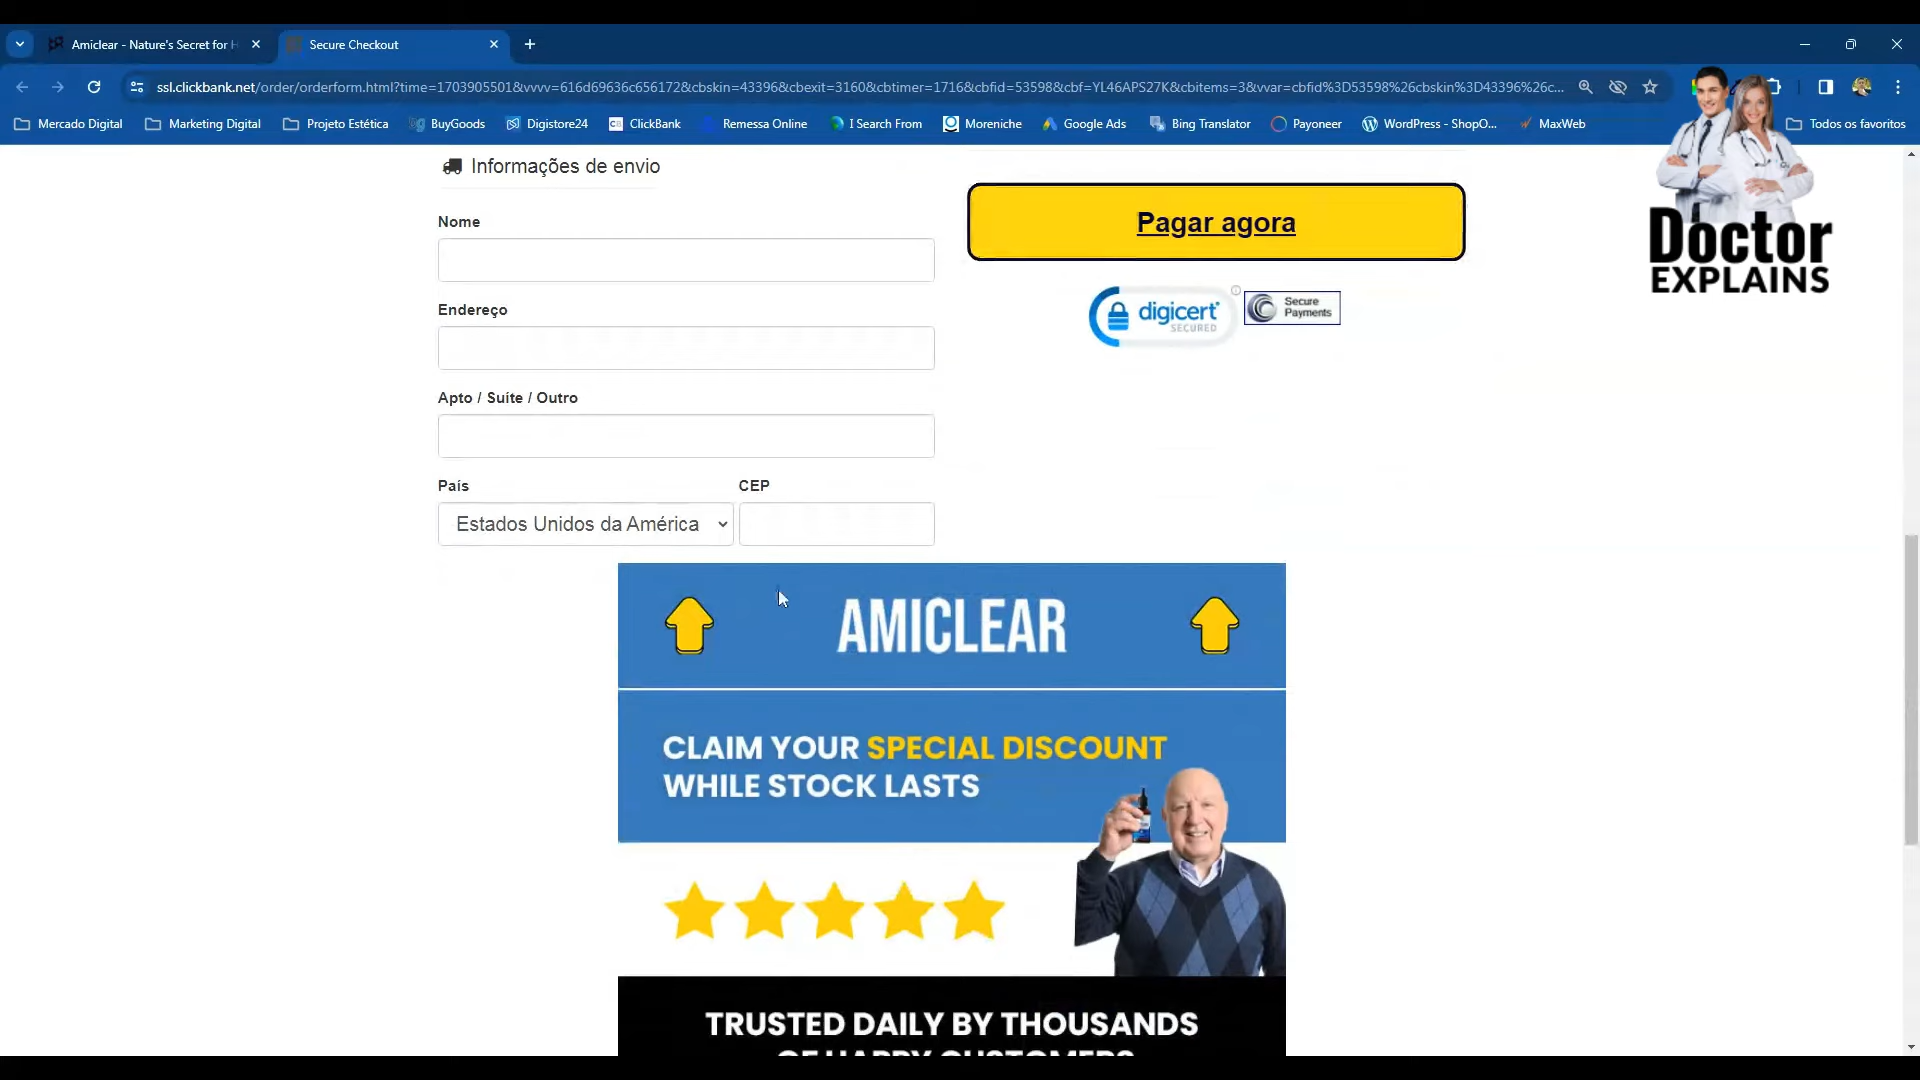 Amiclear - Nature's Secret for H
Secure Checkout
ssl.clickbank.net/order/orderform.html?time=1703905501&vvvv=616d69636c656172&cbskin=43396&cbexit=3160&cbtimer=1716&cbfid=53598&cbf=YL46APS27K&cbitems=3&vvar=cbfid%3D53598%26cbskin%3D43396%26c...
Mercado Digital
Marketing Digital
Projeto Estética
BuyGoods
Digistore24
CB ClickBank
Remessa Online
I Search From
Moreniche
Google Ads
Bing Translator
Payoneer
WordPress - ShopO...
MaxWeb
Todos os favoritos
Doctor
EXPLAINS
Informações de envio
Nome
Endereço
Apto / Suíte / Outro
País
CEP
Estados Unidos da América
Pagar agora
digicert
SECURED
Secure
Payments
AMICLEAR
CLAIM YOUR SPECIAL DISCOUNT
WHILE STOCK LASTS
TRUSTED DAILY BY THOUSANDS
OF HAPPY CUSTOMERS